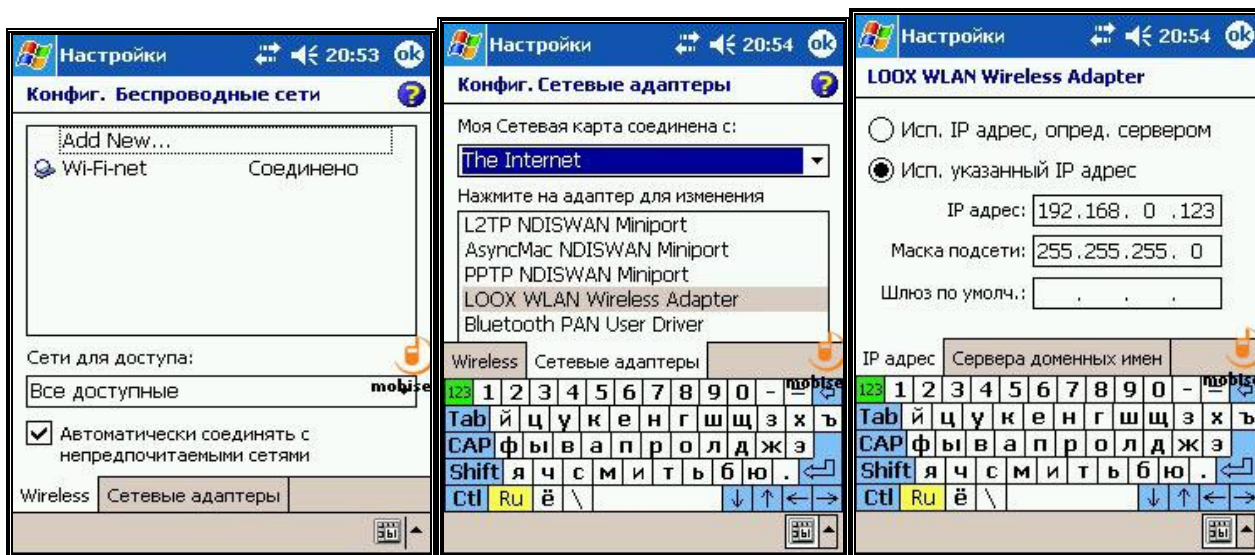 Настройки 20:53 ok
Конфиг. Беспроводные сети ?
Add New...
Wi-Fi-net Соединено
Сети для доступа:
Все доступные
Автоматически соединять с
непредпочитаемыми сетями
Wireless Сетевые адаптеры
Настройки 20:54 ok
Конфиг. Сетевые адаптеры ?
Моя Сетевая карта соединена с:
The Internet
Нажмите на адаптер для изменения
L2TP NDISWAN Miniport
AsyncMac NDISWAN Miniport
PPTP NDISWAN Miniport
LOOX WLAN Wireless Adapter
Bluetooth PAN User Driver
Wireless Сетевые адаптеры
123 1 2 3 4 5 6 7 8 9 0 - =
Tab й ц у к е н г ш щ з х ъ
CAP ф ы в а п р о л д ж э
Shift я ч с м и т ь б ю .
Ctl Ru ё \ ↓ ↑ ← →
Настройки 20:54 ok
LOOX WLAN Wireless Adapter
Исп. IP адрес, опред. сервером
Исп. указанный IP адрес
IP адрес: 192.168. 0 .123
Маска подсети: 255.255.255. 0
Шлюз по умолч.: . . .
IP адрес Сервера доменных имен
123 1 2 3 4 5 6 7 8 9 0 - =
Tab й ц у к е н г ш щ з х ъ
CAP ф ы в а п р о л д ж э
Shift я ч с м и т ь б ю .
Ctl Ru ё \ ↓ ↑ ← →